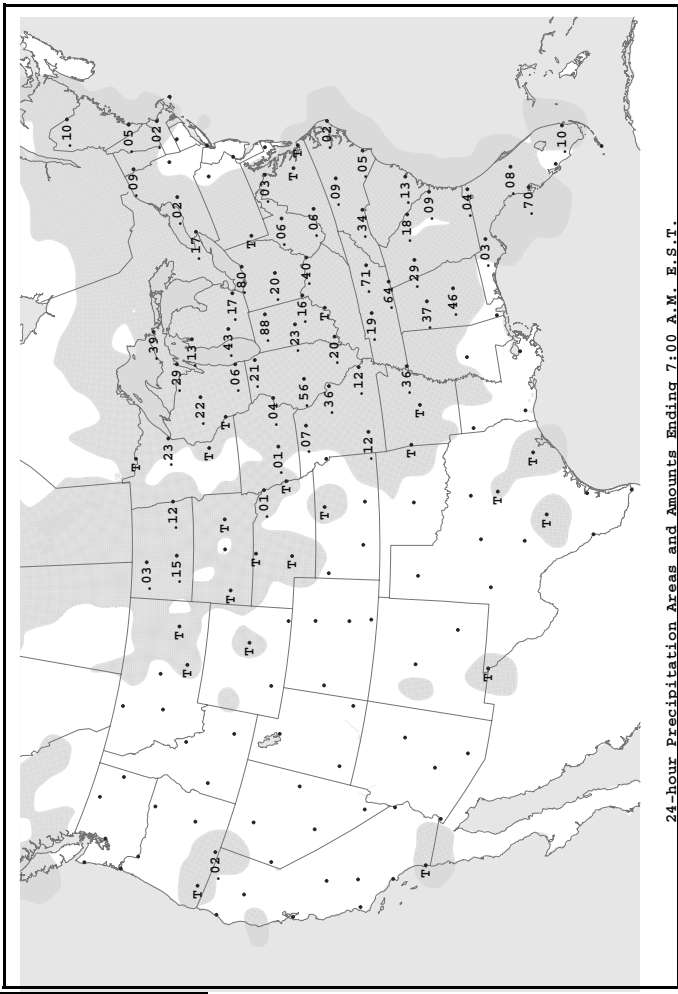 .10
.05
.09
T
.03
.39
.02
.23
.12
.29
.15
.02
T
T
.13
.17
T
.22
T
.02
T
T
.43
T
.17
.06
.80
T
T
.21
T
.01
.88
.03
.04
.20
.01
.06
T
T
T
.23
T
.16
.56
.07
.40
.06
T
T
.02
.36
.20
.09
.12
.34
.05
.71
.12
.19
.64
.13
.36
.18
T
.29
T
T
.37
.09
.46
.04
.03
T
T
.08
.70
T
T
.10
24-hour Precipitation Areas and Amounts Ending 7:00 A.M. E.S.T.